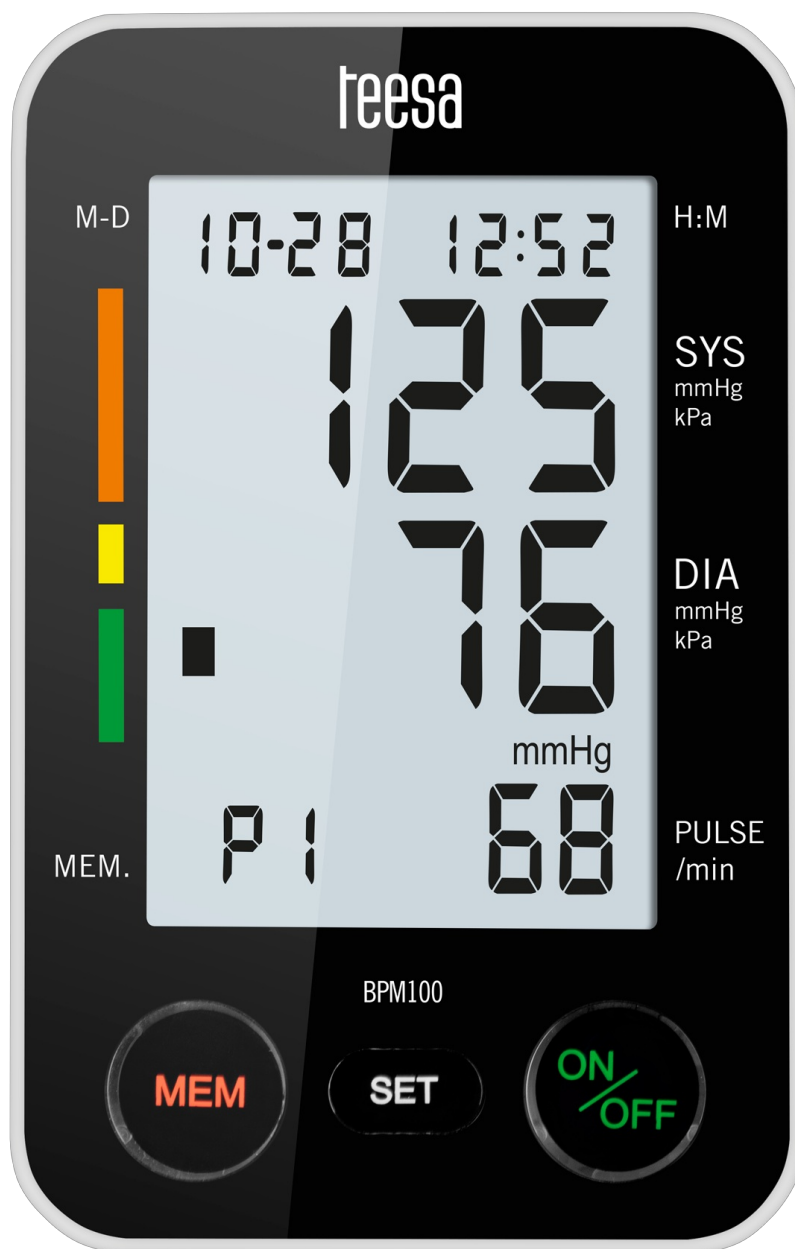 teesa
M-D 10-28 12:52 H:M
125 SYS
mmHg
kPa
76 DIA
mmHg
kPa
mmHg
MEM. P1 68 PULSE
/min
BPM100
MEM SET ON/OFF